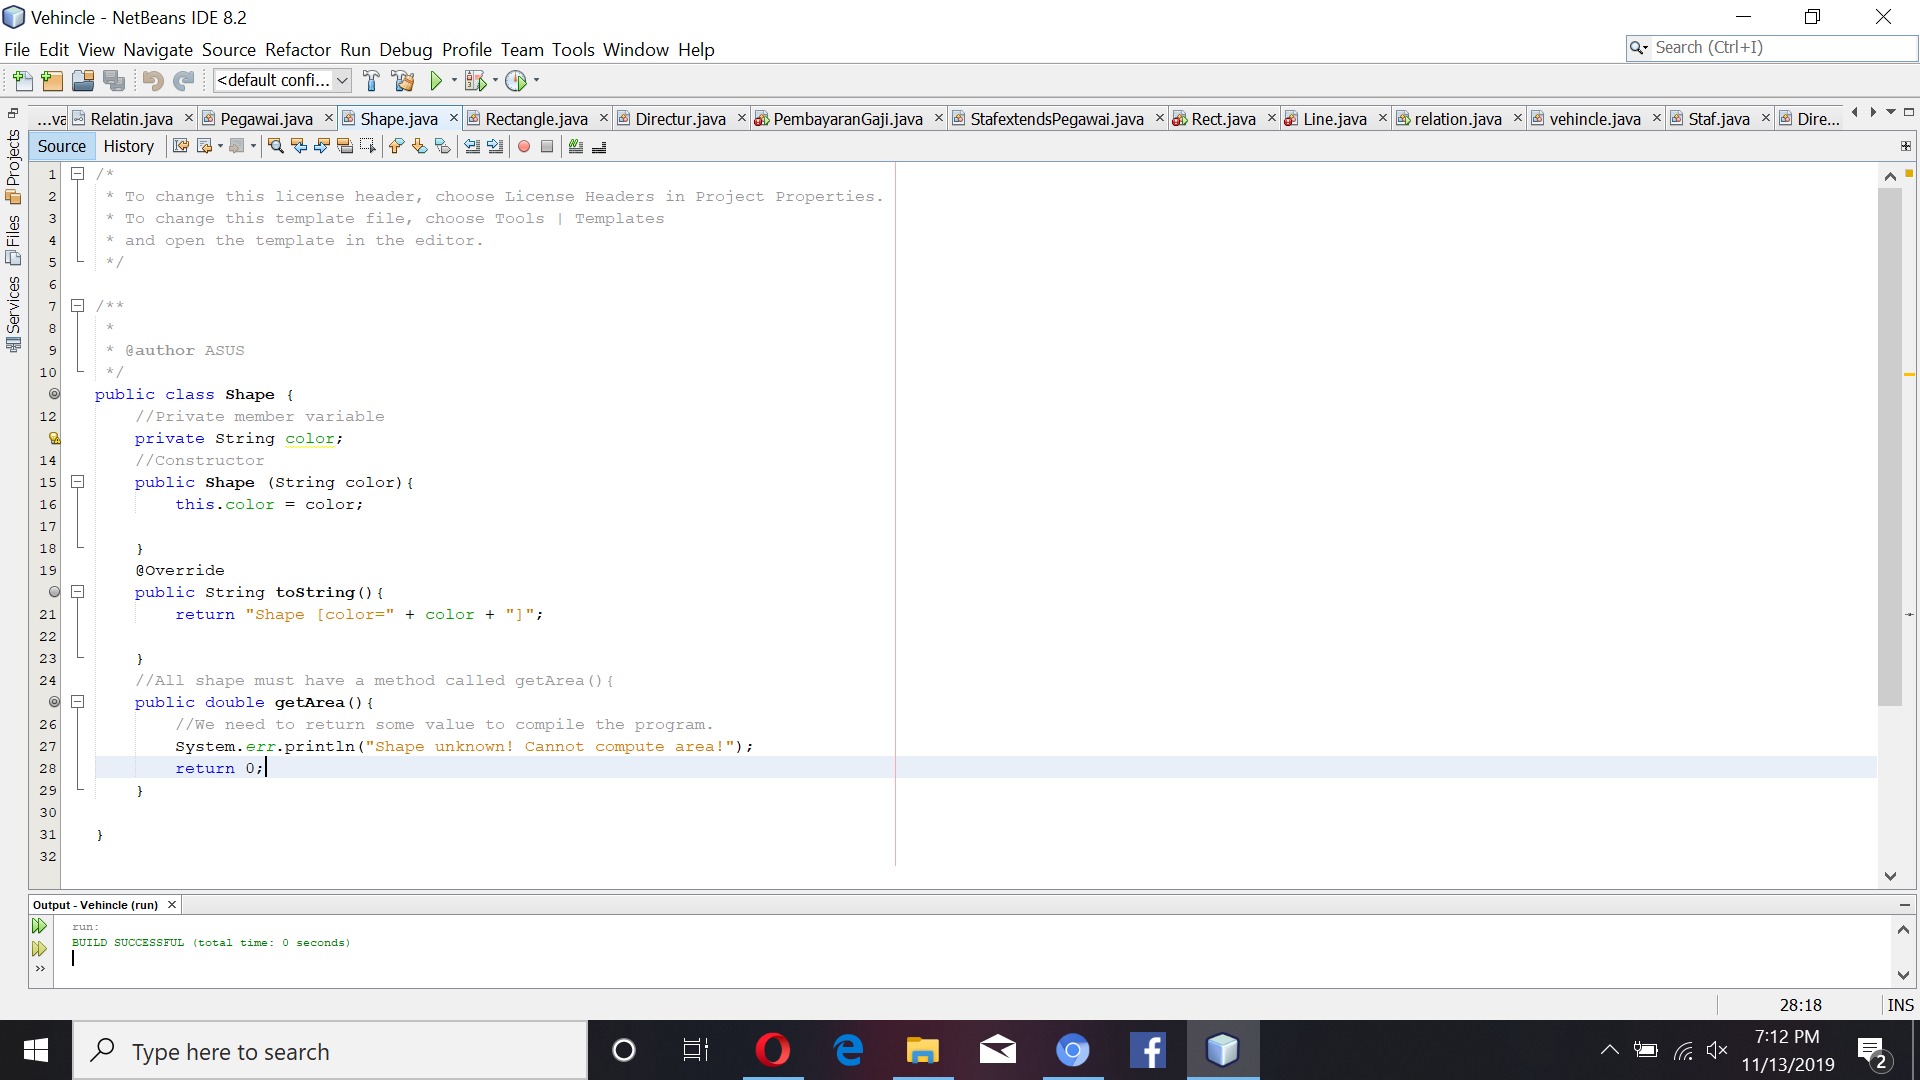 Vehincle - NetBeans IDE 8.2
File Edit View Navigate Source Refactor Run Debug Profile Team Tools Window Help
Search (Ctrl+I)
<default confi...
...va Relatin.java Pegawai.java Shape.java Rectangle.java Directur.java PembayaranGaji.java StafextendsPegawai.java Rect.java Line.java relation.java vehincle.java Staf.java Dire...
Source History
Projects
Files
Services
1 /*
2 * To change this license header, choose License Headers in Project Properties.
3 * To change this template file, choose Tools | Templates
4 * and open the template in the editor.
5 */
6
7 /**
8 *
9 * @author ASUS
10 */
public class Shape {
12 //Private member variable
private String color;
14 //Constructor
15 public Shape (String color){
16 this.color = color;
17
18 }
19 @Override
public String toString(){
21 return "Shape [color=" + color + "]";
22
23 }
24 //All shape must have a method called getArea(){
public double getArea(){
26 //We need to return some value to compile the program.
27 System.err.println("Shape unknown! Cannot compute area!");
28 return 0;
29 }
30
31 }
32
Output - Vehincle (run)
run:
BUILD SUCCESSFUL (total time: 0 seconds)
28:18 INS
Type here to search
7:12 PM
11/13/2019
2